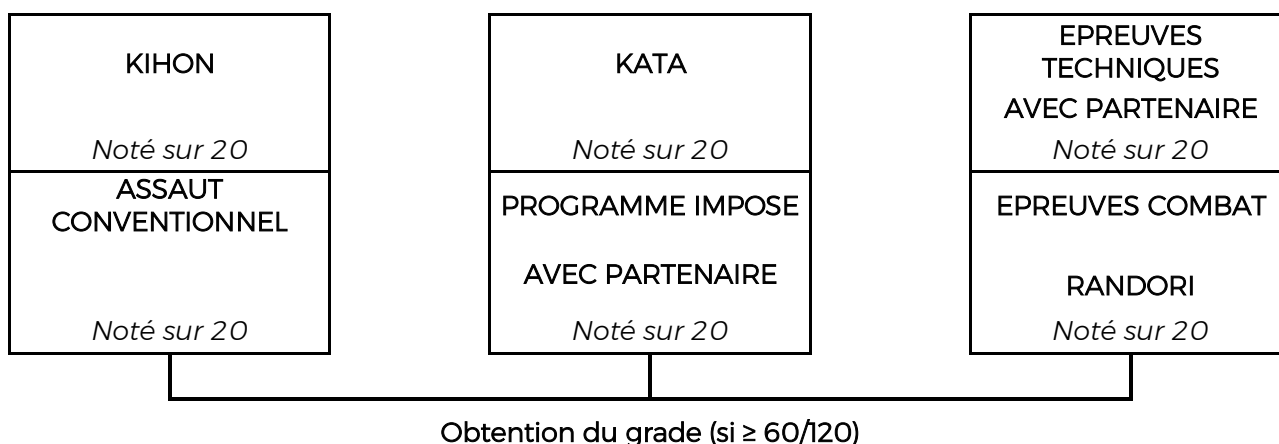 KIHON
Noté sur 20
ASSAUT
CONVENTIONNEL
Noté sur 20
KATA
Noté sur 20
PROGRAMME IMPOSE
AVEC PARTENAIRE
Noté sur 20
EPREUVES
TECHNIQUES
AVEC PARTENAIRE
Noté sur 20
EPREUVES COMBAT
RANDORI
Noté sur 20
Obtention du grade (si ≥ 60/120)